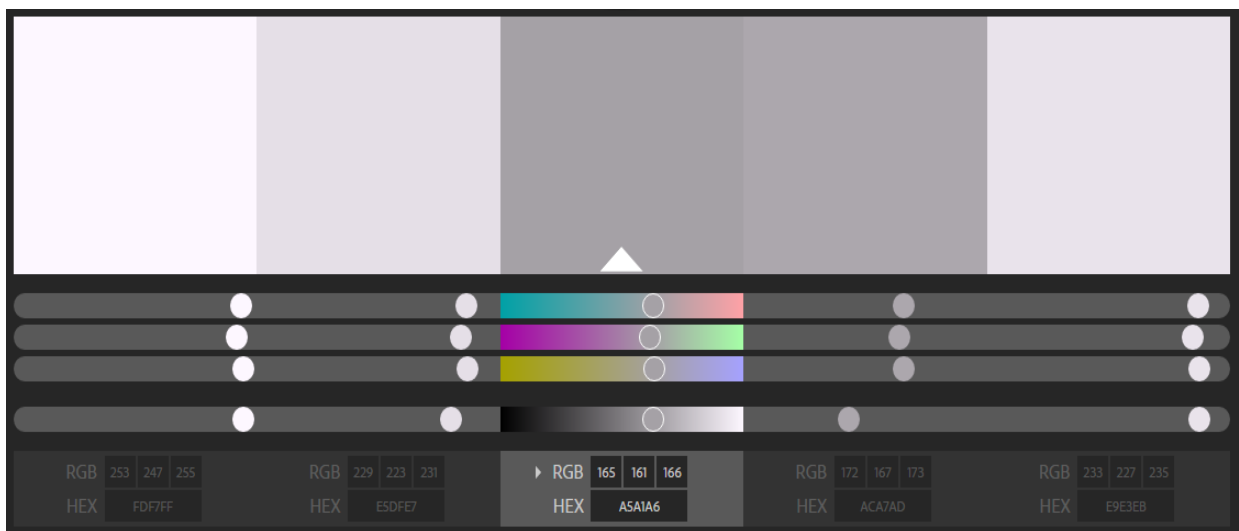 RGB 253 247 255 RGB 229 223 231 RGB 165 161 166 RGB 172 167 173 RGB 233 227 235
HEX FDF7FF HEX E5DFE7 HEX A5A1A6 HEX ACA7AD HEX E9E3EB